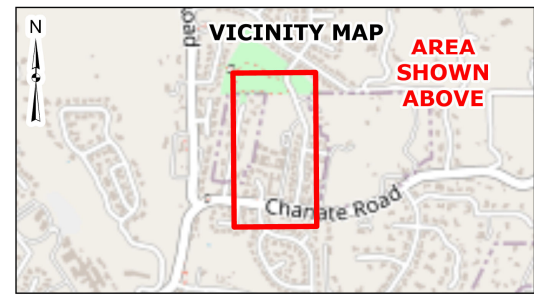 N
VICINITY MAP
AREA
SHOWN
ABOVE
Road
Chanate Road